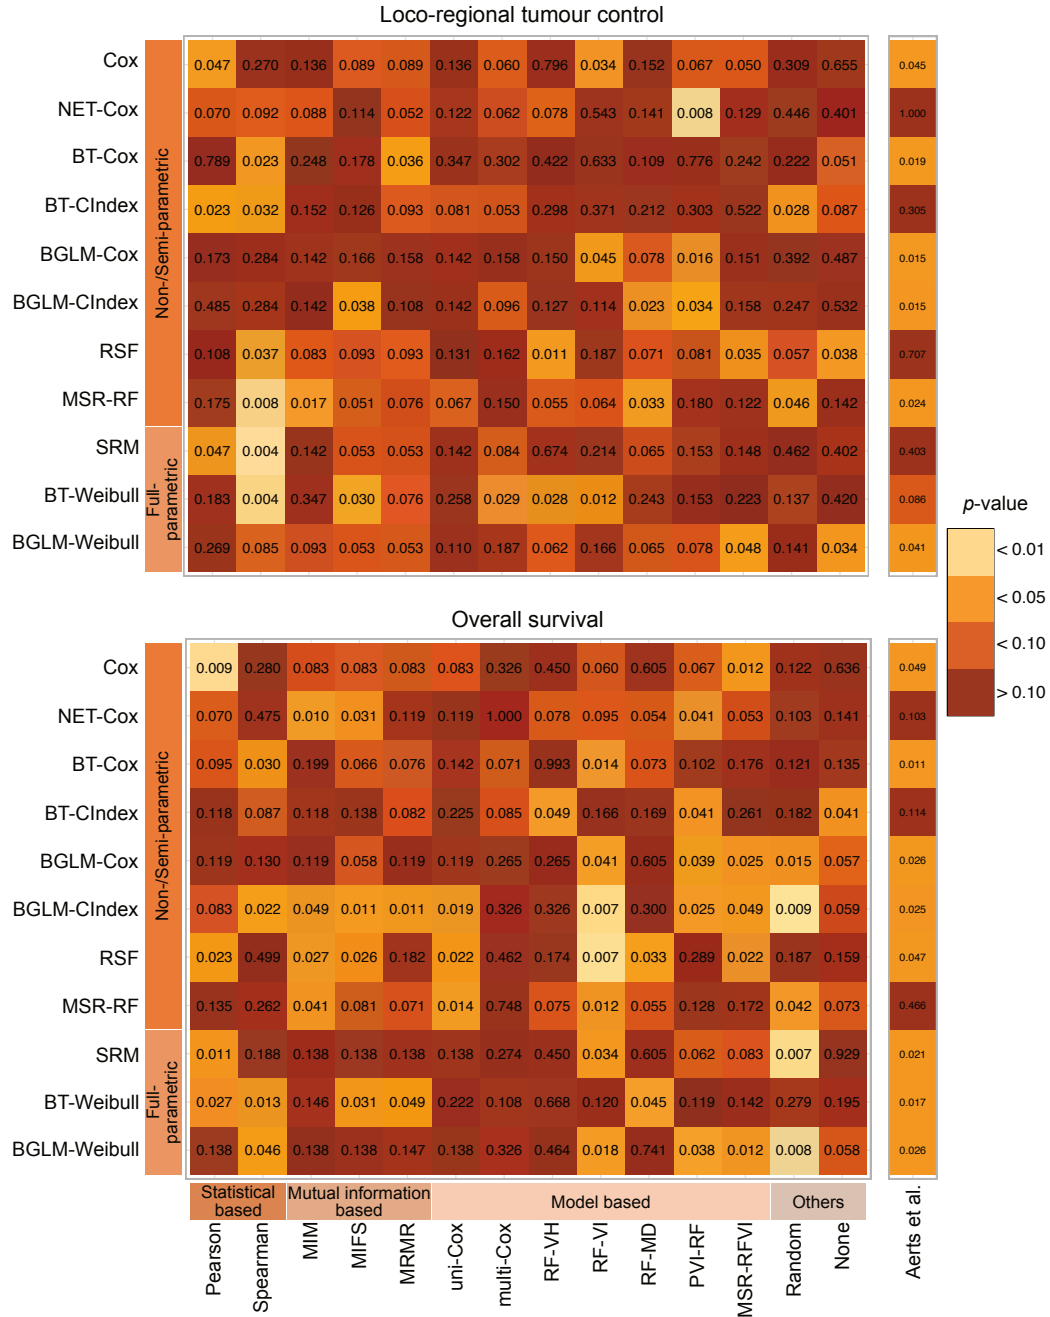 Loco-regional tumour control
Non-/Semi-parametric
Full-
parametric
Cox 0.047 0.270 0.136 0.089 0.089 0.136 0.060 0.796 0.034 0.152 0.067 0.050 0.309 0.655 0.045
NET-Cox 0.070 0.092 0.088 0.114 0.052 0.122 0.062 0.078 0.543 0.141 0.008 0.129 0.446 0.401 1.000
BT-Cox 0.789 0.023 0.248 0.178 0.036 0.347 0.302 0.422 0.633 0.109 0.776 0.242 0.222 0.051 0.019
BT-CIndex 0.023 0.032 0.152 0.126 0.093 0.081 0.053 0.298 0.371 0.212 0.303 0.522 0.028 0.087 0.305
BGLM-Cox 0.173 0.284 0.142 0.166 0.158 0.142 0.158 0.150 0.045 0.078 0.016 0.151 0.392 0.487 0.015
BGLM-CIndex 0.485 0.284 0.142 0.038 0.108 0.142 0.096 0.127 0.114 0.023 0.034 0.158 0.247 0.532 0.015
RSF 0.108 0.037 0.083 0.093 0.093 0.131 0.162 0.011 0.187 0.071 0.081 0.035 0.057 0.038 0.707
MSR-RF 0.175 0.008 0.017 0.051 0.076 0.067 0.150 0.055 0.064 0.033 0.180 0.122 0.046 0.142 0.024
SRM 0.047 0.004 0.142 0.053 0.053 0.142 0.084 0.674 0.214 0.065 0.153 0.148 0.462 0.402 0.403
BT-Weibull 0.183 0.004 0.347 0.030 0.076 0.258 0.029 0.028 0.012 0.243 0.153 0.223 0.137 0.420 0.086
BGLM-Weibull 0.269 0.085 0.093 0.053 0.053 0.110 0.187 0.062 0.166 0.065 0.078 0.048 0.141 0.034 0.041
p-value
< 0.01
< 0.05
< 0.10
> 0.10
Overall survival
Non-/Semi-parametric
Full-
parametric
Cox 0.009 0.280 0.083 0.083 0.083 0.083 0.326 0.450 0.060 0.605 0.067 0.012 0.122 0.636 0.049
NET-Cox 0.070 0.475 0.010 0.031 0.119 0.119 1.000 0.078 0.095 0.054 0.041 0.053 0.103 0.141 0.103
BT-Cox 0.095 0.030 0.199 0.066 0.076 0.142 0.071 0.993 0.014 0.073 0.102 0.176 0.121 0.135 0.011
BT-CIndex 0.118 0.087 0.118 0.138 0.082 0.225 0.085 0.049 0.166 0.169 0.041 0.261 0.182 0.041 0.114
BGLM-Cox 0.119 0.130 0.119 0.058 0.119 0.119 0.265 0.265 0.041 0.605 0.039 0.025 0.015 0.057 0.026
BGLM-CIndex 0.083 0.022 0.049 0.011 0.011 0.019 0.326 0.326 0.007 0.300 0.025 0.049 0.009 0.059 0.025
RSF 0.023 0.499 0.027 0.026 0.182 0.022 0.462 0.174 0.007 0.033 0.289 0.022 0.187 0.159 0.047
MSR-RF 0.135 0.262 0.041 0.081 0.071 0.014 0.748 0.075 0.012 0.055 0.128 0.172 0.042 0.073 0.466
SRM 0.011 0.188 0.138 0.138 0.138 0.138 0.274 0.450 0.034 0.605 0.062 0.083 0.007 0.929 0.021
BT-Weibull 0.027 0.013 0.146 0.031 0.049 0.222 0.108 0.668 0.120 0.045 0.119 0.142 0.279 0.195 0.017
BGLM-Weibull 0.138 0.046 0.138 0.138 0.147 0.138 0.326 0.464 0.018 0.741 0.038 0.012 0.008 0.058 0.026
Statistical
based
Mutual information
based
Model based
Others
Pearson
Spearman
MIM
MIFS
MRMR
uni-Cox
multi-Cox
RF-VH
RF-VI
RF-MD
PVI-RF
MSR-RFVI
Random
None
Aerts et al.